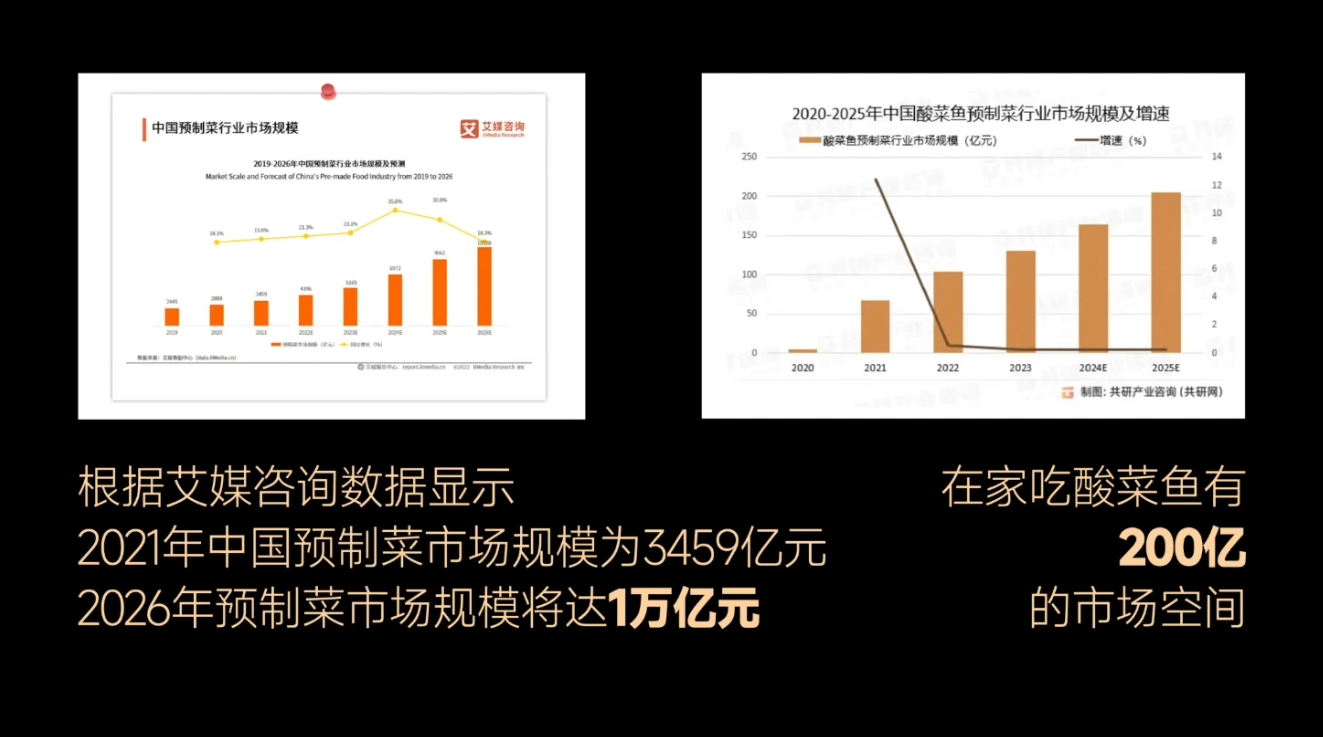 中国预制菜行业市场规模
艾媒咨询
iiMedia Research
2019-2026年中国预制菜行业市场规模及预测
Market Scale and Forecast of China's Pre-made Food Industry from 2019 to 2026
18.1%
19.8%
21.3%
23.1%
35.0%
30.8%
18.3%
2445
2888
3459
4196
5165
6972
2019
2020
2021
2022E
2023E
2024E
2025E
2026E
预制菜市场规模（亿元）
同比增长（%）
数据来源：艾媒数据中心（data.iiMedia.cn）
艾媒报告中心：report.iimedia.cn ©2022 iiMedia Research Inc
2020-2025年中国酸菜鱼预制菜行业市场规模及增速
酸菜鱼预制菜行业市场规模（亿元）
增速（%）
250
200
150
100
50
0
14
12
10
8
6
4
2
0
2020
2021
2022
2023
2024E
2025E
制图：共研产业咨询（共研网）
根据艾媒咨询数据显示
2021年中国预制菜市场规模为3459亿元
2026年预制菜市场规模将达1万亿元
在家吃酸菜鱼有
200亿
的市场空间